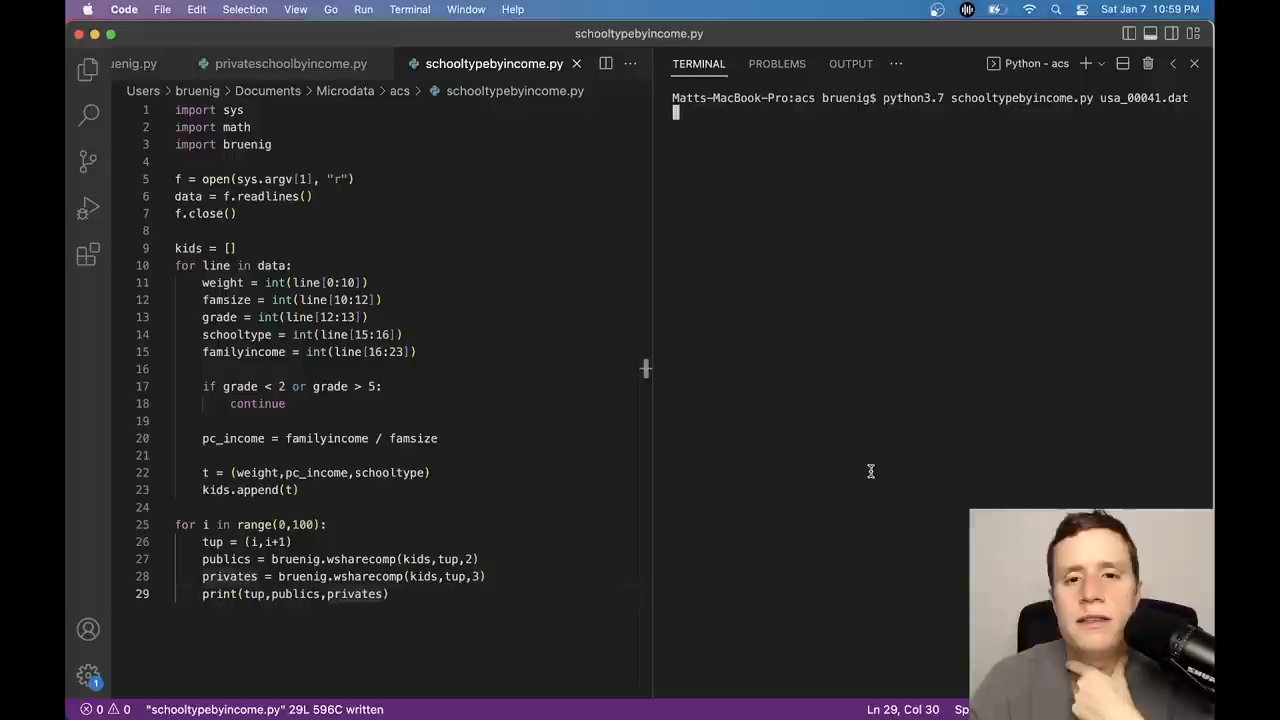 Code File Edit Selection View Go Run Terminal Window Help Sat Jan 7 10:59 PM
schooltypebyincome.py
uenig.py privateschoolbyincome.py schooltypebyincome.py
Users > bruenig > Documents > Microdata > acs > schooltypebyincome.py
1 import sys
2 import math
3 import bruenig
4
5 f = open(sys.argv[1], "r")
6 data = f.readlines()
7 f.close()
8
9 kids = []
10 for line in data:
11 weight = int(line[0:10])
12 famsize = int(line[10:12])
13 grade = int(line[12:13])
14 schooltype = int(line[15:16])
15 familyincome = int(line[16:23])
16
17 if grade < 2 or grade > 5:
18 continue
19
20 pc_income = familyincome / famsize
21
22 t = (weight,pc_income,schooltype)
23 kids.append(t)
24
25 for i in range(0,100):
26 tup = (i,i+1)
27 publics = bruenig.wsharecomp(kids,tup,2)
28 privates = bruenig.wsharecomp(kids,tup,3)
29 print(tup,publics,privates)
TERMINAL PROBLEMS OUTPUT ··· Python - acs
Matts-MacBook-Pro:acs bruenig$ python3.7 schooltypebyincome.py usa_00041.dat
1
0 0 "schooltypebyincome.py" 29L 596C written Ln 29, Col 30 Sp